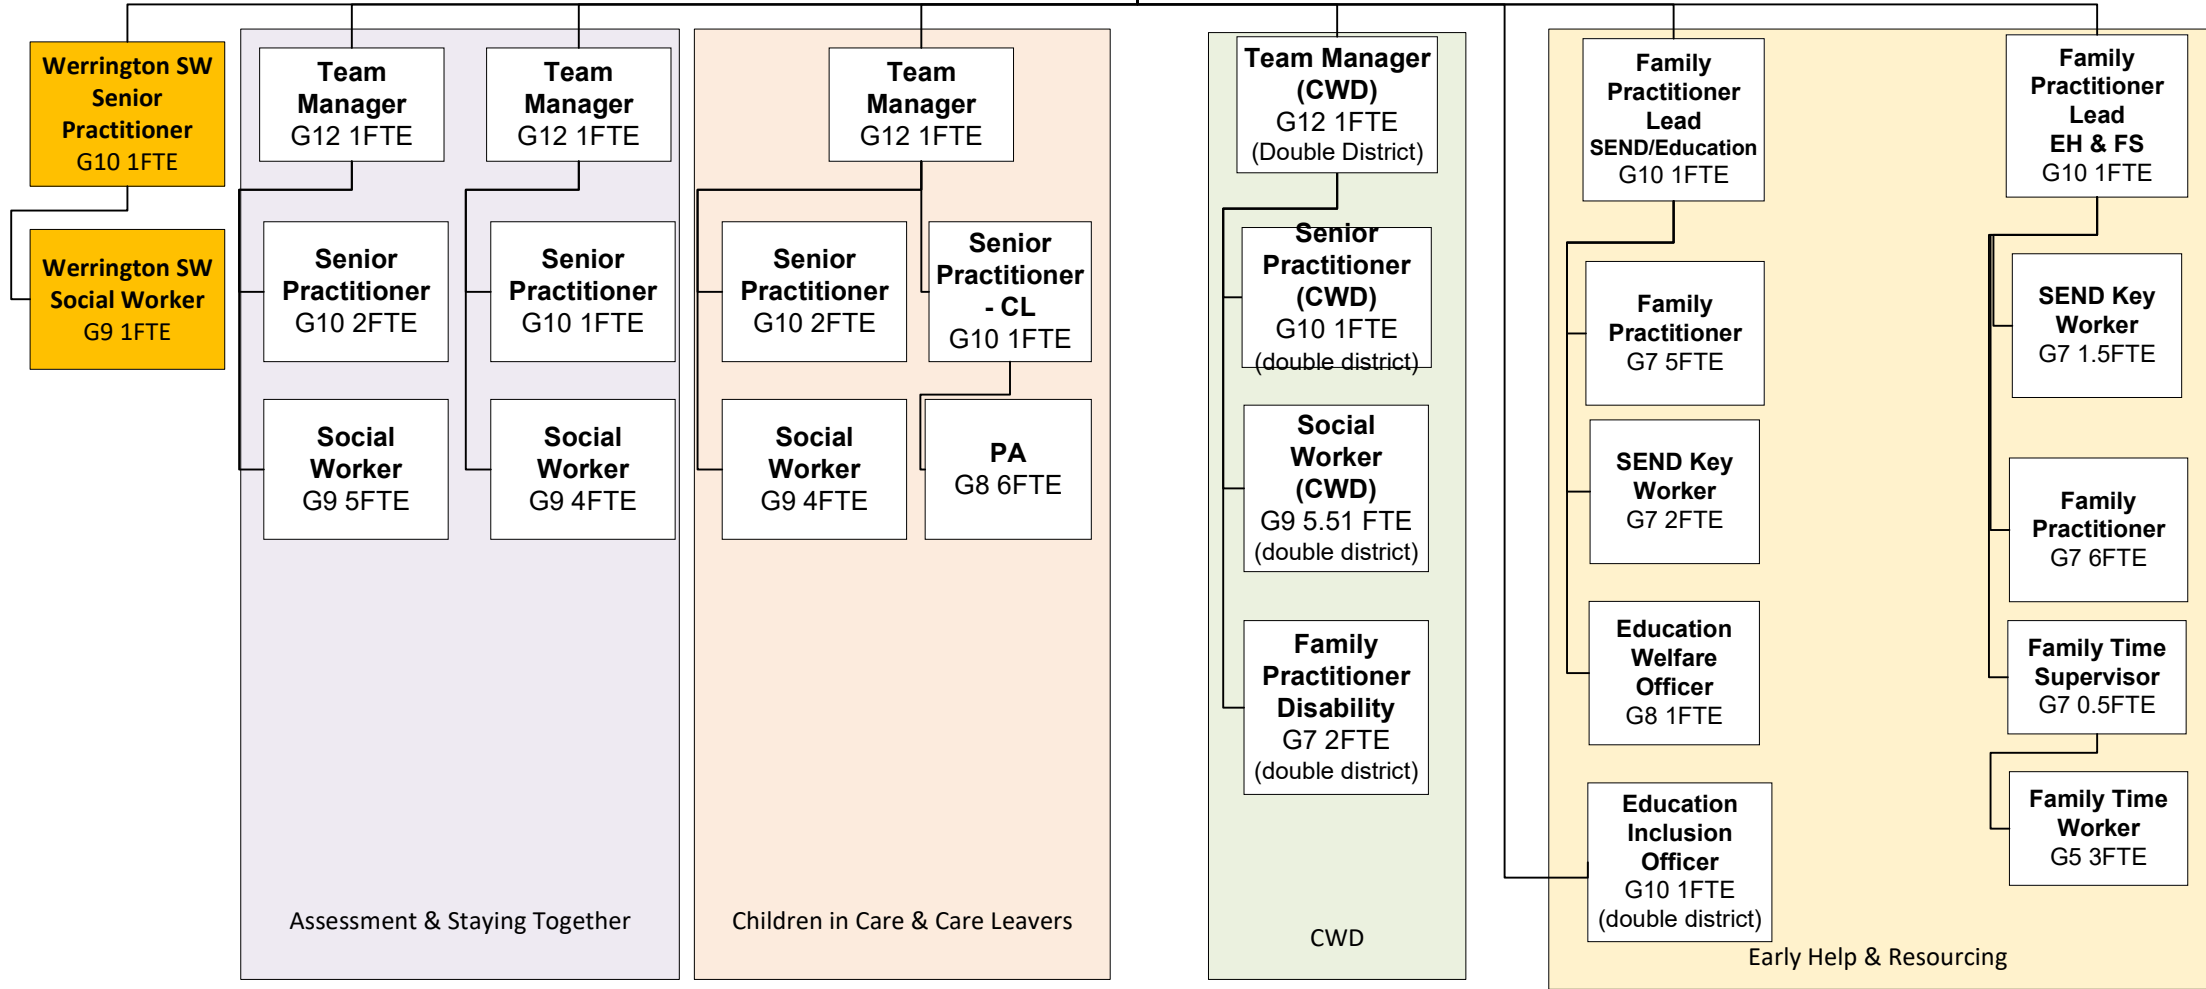 Werrington SW
Senior
Practitioner
G10 1FTE
Werrington SW
Social Worker
G9 1FTE
Team
Manager
G12 1FTE
Senior
Practitioner
G10 2FTE
Social
Worker
G9 5FTE
Team
Manager
G12 1FTE
Senior
Practitioner
G10 1FTE
Social
Worker
G9 4FTE
Assessment & Staying Together
Team
Manager
G12 1FTE
Senior
Practitioner
G10 2FTE
Social
Worker
G9 4FTE
Senior
Practitioner
- CL
G10 1FTE
PA
G8 6FTE
Children in Care & Care Leavers
Team Manager
(CWD)
G12 1FTE
(Double District)
Senior
Practitioner
(CWD)
G10 1FTE
(double district)
Social
Worker
(CWD)
G9 5.51 FTE
(double district)
Family
Practitioner
Disability
G7 2FTE
(double district)
CWD
Family
Practitioner
Lead
SEND/Education
G10 1FTE
Family
Practitioner
G7 5FTE
SEND Key
Worker
G7 2FTE
Education
Welfare
Officer
G8 1FTE
Education
Inclusion
Officer
G10 1FTE
(double district)
Family
Practitioner
Lead
EH & FS
G10 1FTE
SEND Key
Worker
G7 1.5FTE
Family
Practitioner
G7 6FTE
Family Time
Supervisor
G7 0.5FTE
Family Time
Worker
G5 3FTE
Early Help & Resourcing